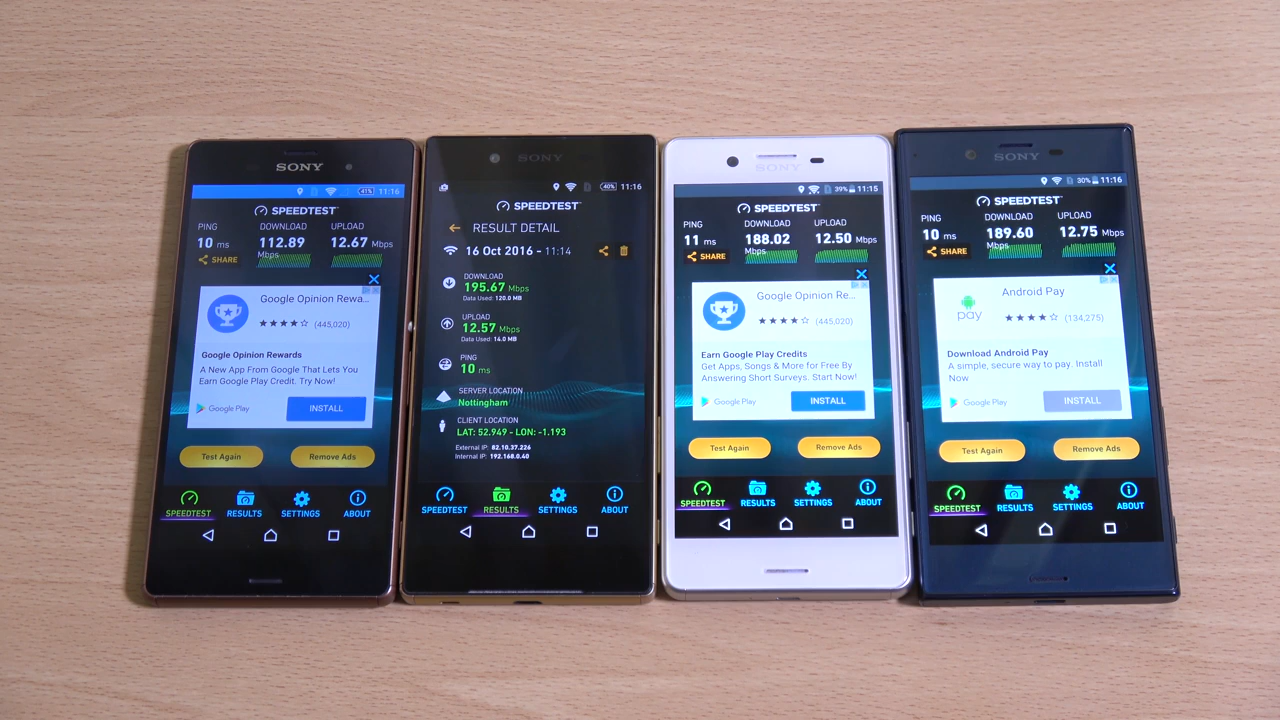 SONY
41% 11:16
SPEEDTEST
PING
10 ms
DOWNLOAD
112.89
Mbps
UPLOAD
12.67 Mbps
SHARE
Google Opinion Rewa...
(445,020)
Google Opinion Rewards
A New App From Google That Lets You
Earn Google Play Credit. Try Now!
Google Play
INSTALL
Test Again
Remove Ads
SPEEDTEST
RESULTS
SETTINGS
ABOUT
SONY
40% 11:16
SPEEDTEST
RESULT DETAIL
16 Oct 2016 - 11:14
DOWNLOAD
195.67 Mbps
Data Used: 120.0 MB
UPLOAD
12.57 Mbps
Data Used: 14.0 MB
PING
10 ms
SERVER LOCATION
Nottingham
CLIENT LOCATION
LAT: 52.949 - LON: -1.193
External IP: 82.10.37.226
Internal IP: 192.168.0.40
SPEEDTEST
RESULTS
SETTINGS
ABOUT
SONY
39% 11:15
SPEEDTEST
PING
11 ms
DOWNLOAD
188.02
Mbps
UPLOAD
12.50 Mbps
SHARE
Google Opinion Re...
(445,020)
Earn Google Play Credits
Get Apps, Songs & More for Free By
Answering Short Surveys. Start Now!
Google Play
INSTALL
Test Again
Remove Ads
SPEEDTEST
RESULTS
SETTINGS
ABOUT
SONY
30% 11:16
SPEEDTEST
PING
10 ms
DOWNLOAD
189.60
Mbps
UPLOAD
12.75 Mbps
SHARE
Android Pay
pay
(134,275)
Download Android Pay
A simple, secure way to pay. Install
Now
Google Play
INSTALL
Test Again
Remove Ads
SPEEDTEST
RESULTS
SETTINGS
ABOUT